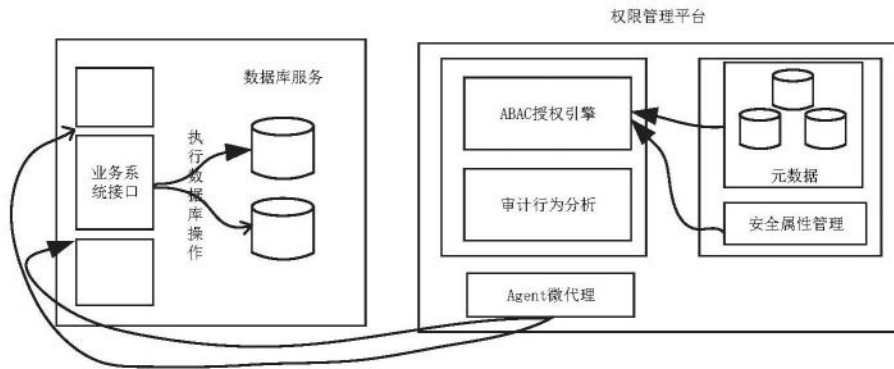 权限管理平台
数据库服务
业务系
统接口
执
行
数
据
库
操
作
ABAC授权引擎
审计行为分析
元数据
安全属性管理
Agent微代理